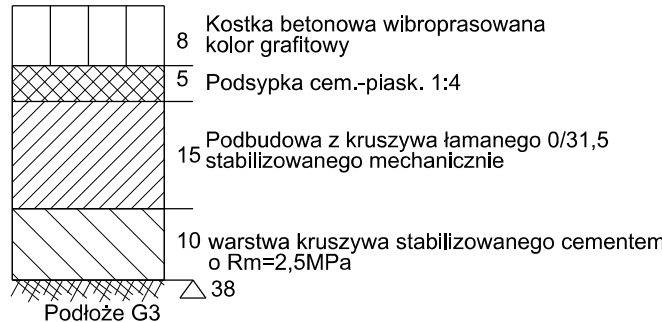 8 Kostka betonowa wibroprasowana
kolor grafitowy
5 Podsypka cem.-piask. 1:4
15 Podbudowa z kruszywa łamanego 0/31,5
stabilizowanego mechanicznie
10 warstwa kruszywa stabilizowanego cementem
o Rm=2,5MPa
38
Podłoże G3